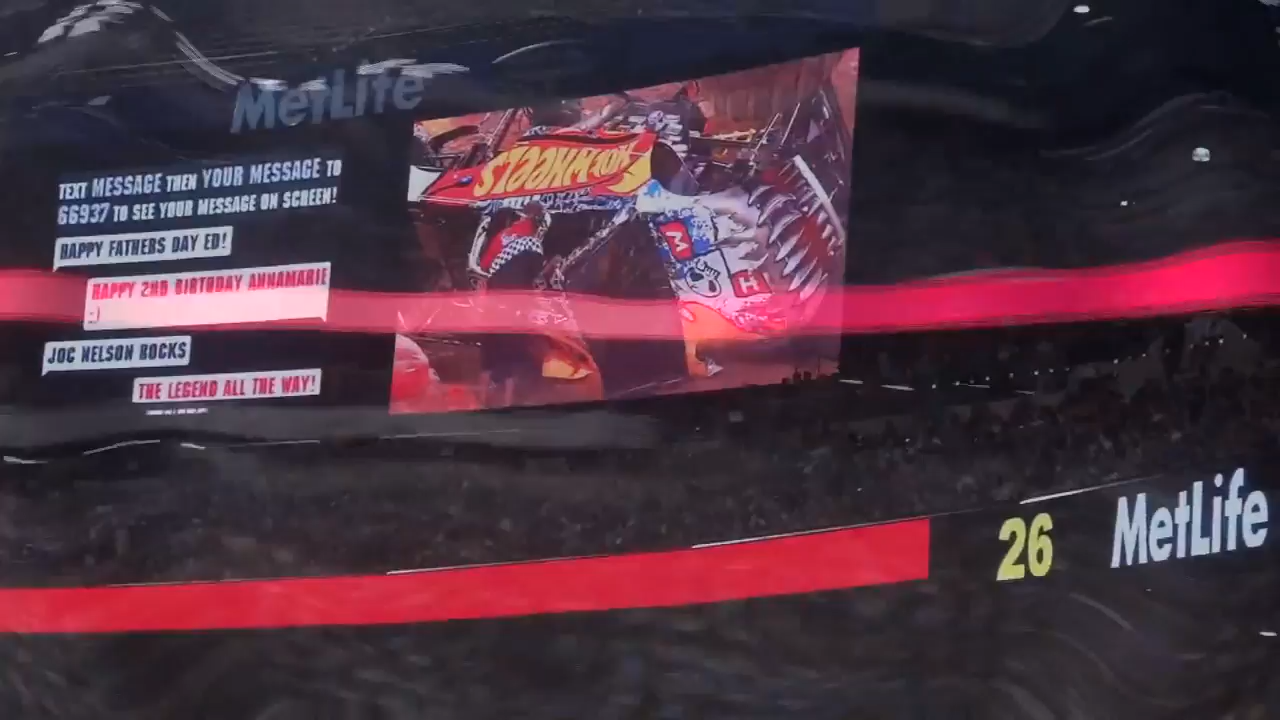 MetLife
TEXT MESSAGE THEN YOUR MESSAGE TO
66937 TO SEE YOUR MESSAGE ON SCREEN!
HAPPY FATHERS DAY ED!
HAPPY 2ND BIRTHDAY ANNAMARIE
:)
JOC NELSON ROCKS
THE LEGEND ALL THE WAY!
HOT WHEELS
M
H
26
MetLife